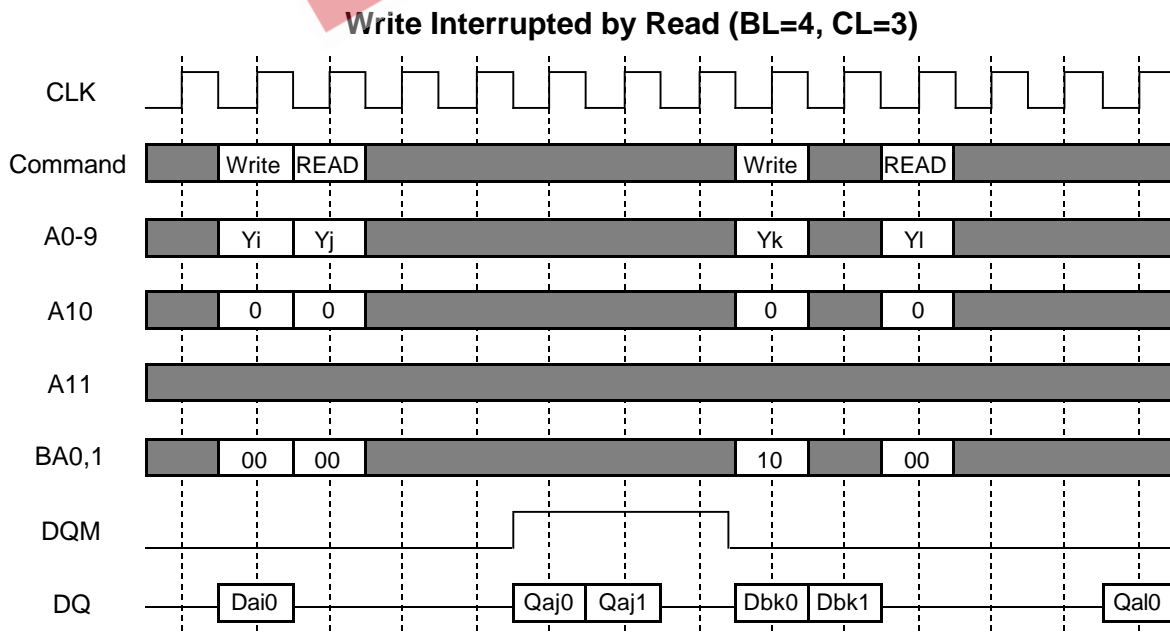 Write Interrupted by Read (BL=4, CL=3)
CLK
Command Write READ Write READ
A0-9 Yi Yj Yk Yl
A10 0 0 0 0
A11
BA0,1 00 00 10 00
DQM
DQ Dai0 Qaj0 Qaj1 Dbk0 Dbk1 Qal0